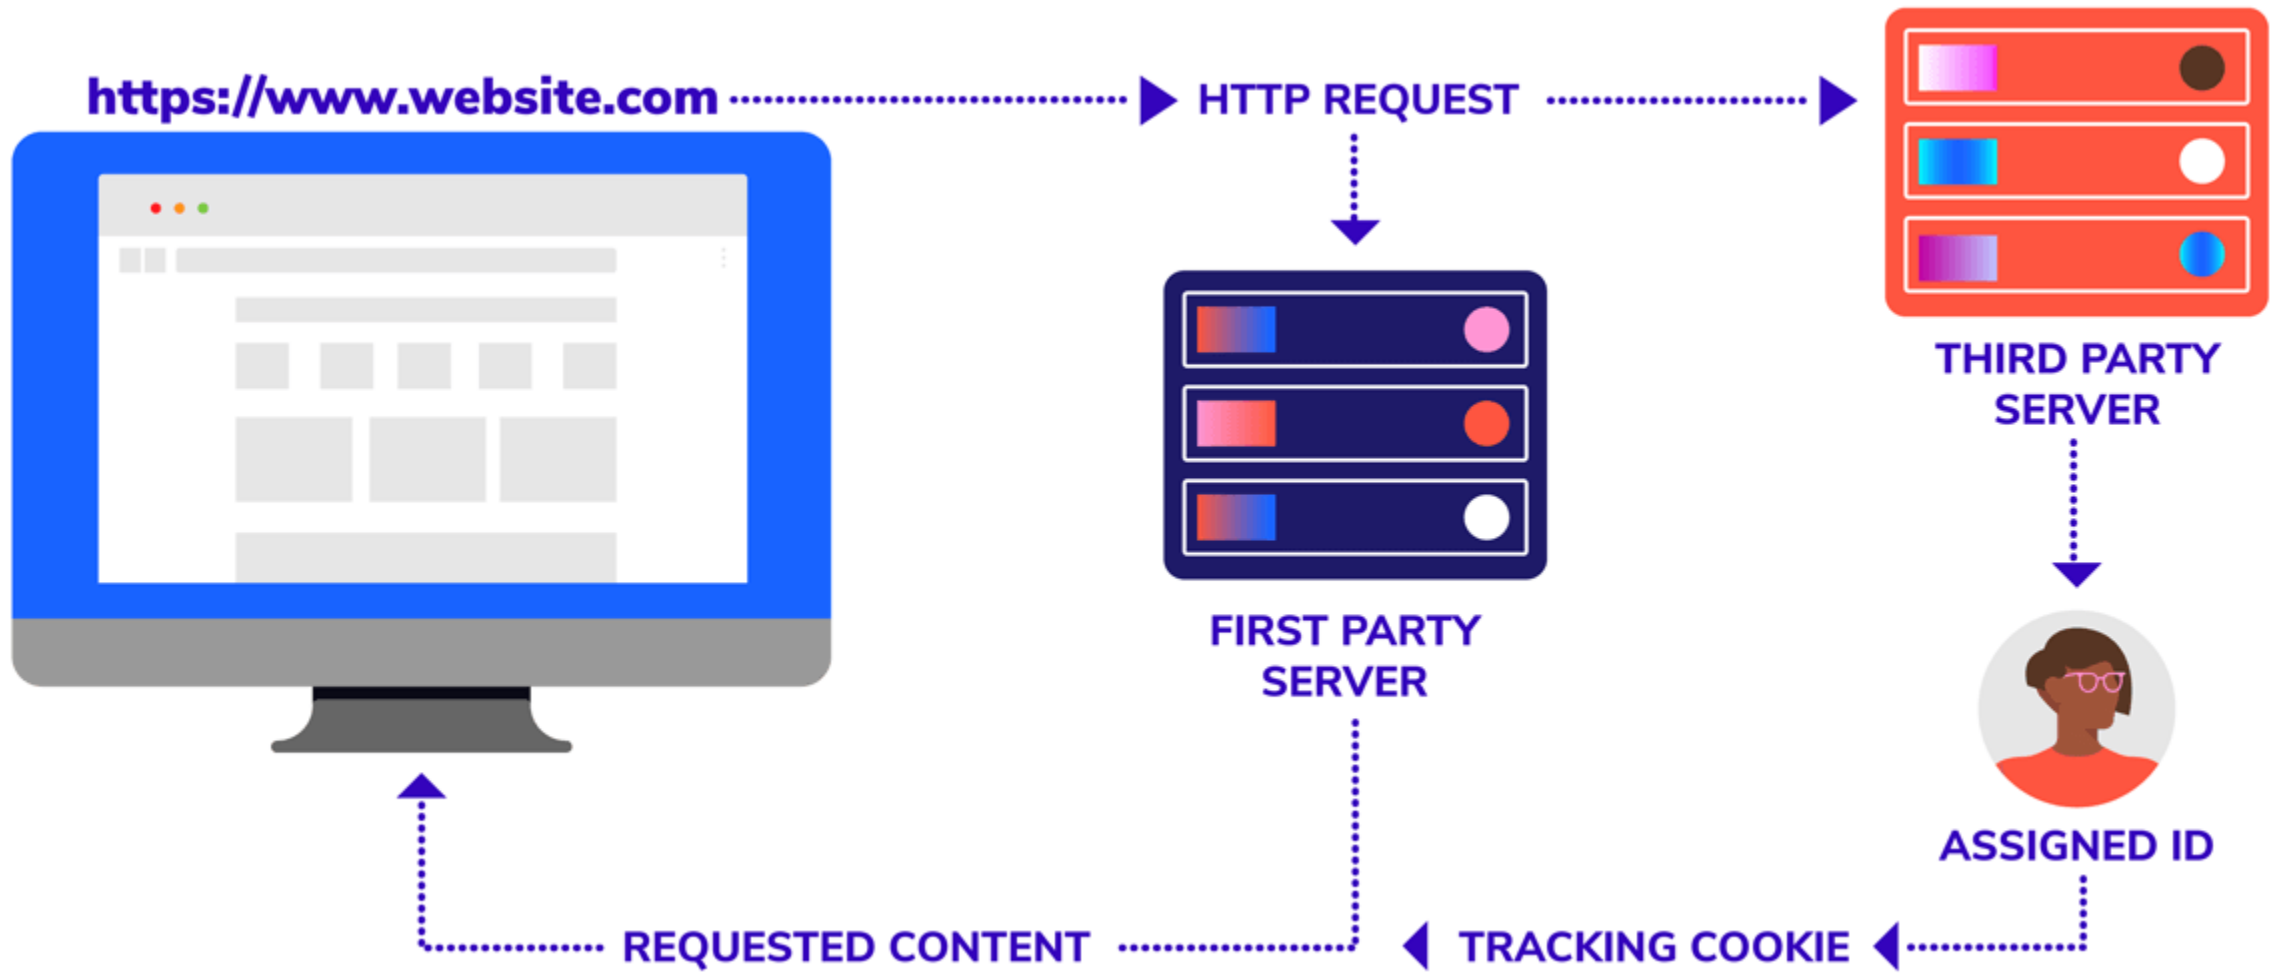 https://www.website.com
HTTP REQUEST
THIRD PARTY
SERVER
FIRST PARTY
SERVER
ASSIGNED ID
REQUESTED CONTENT
TRACKING COOKIE